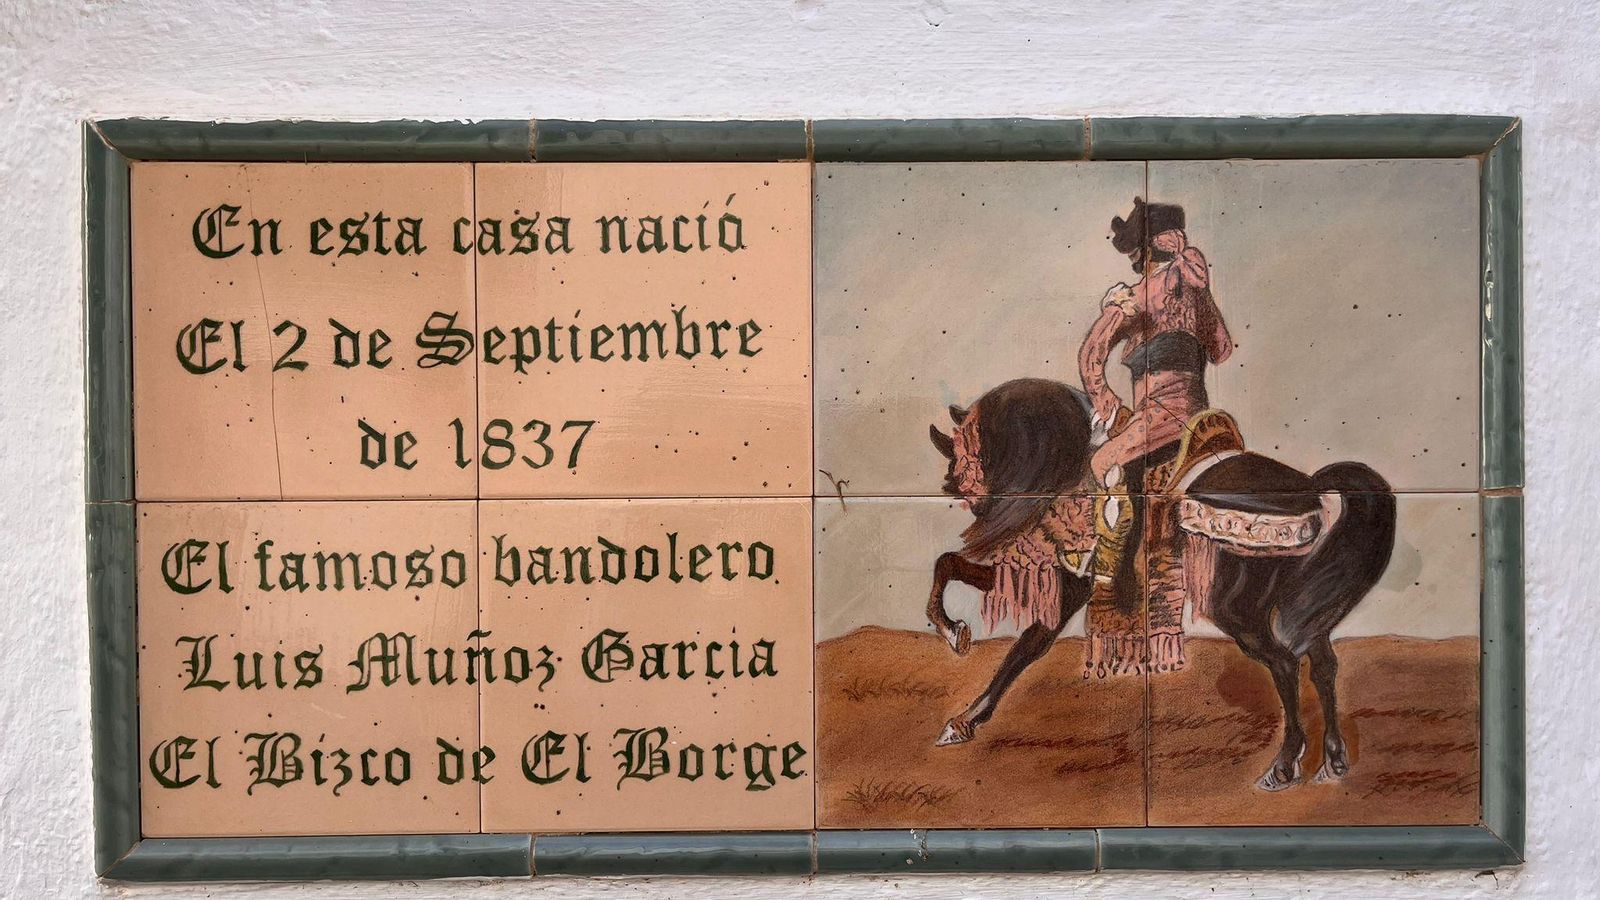 En esta casa nació
El 2 de Septiembre
de 1837
El famoso bandolero
Luis Muñoz Garcia
El Bizco de El Borge